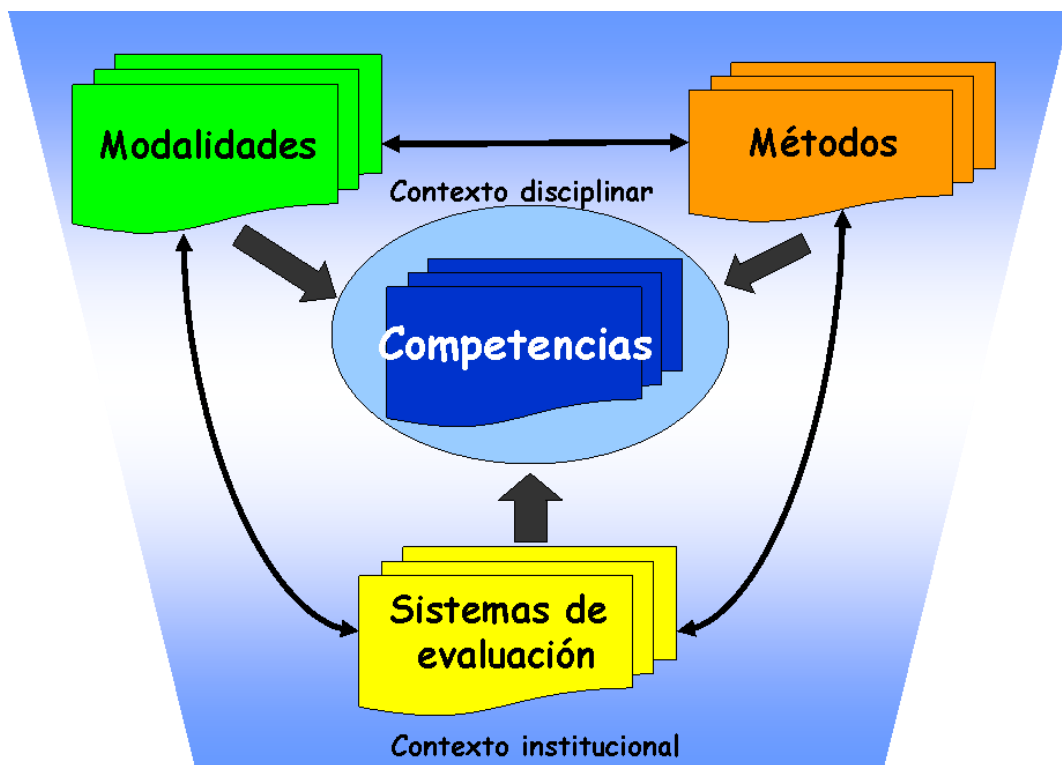 Modalidades
Métodos
Contexto disciplinar
Competencias
Sistemas de
evaluación
Contexto institucional